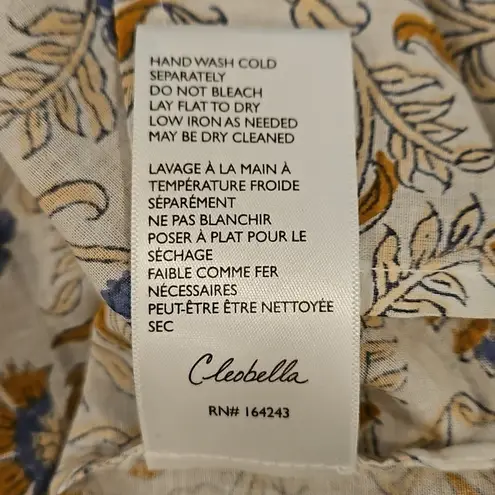 HAND WASH COLD
SEPARATELY
DO NOT BLEACH
LAY FLAT TO DRY
LOW IRON AS NEEDED
MAY BE DRY CLEANED
LAVAGE À LA MAIN À
TEMPÉRATURE FROIDE
SÉPARÉMENT
NE PAS BLANCHIR
POSER À PLAT POUR LE
SÉCHAGE
FAIBLE COMME FER
NÉCESSAIRES
PEUT-ÊTRE ÊTRE NETTOYÉE
SEC
Cleobella
RN# 164243